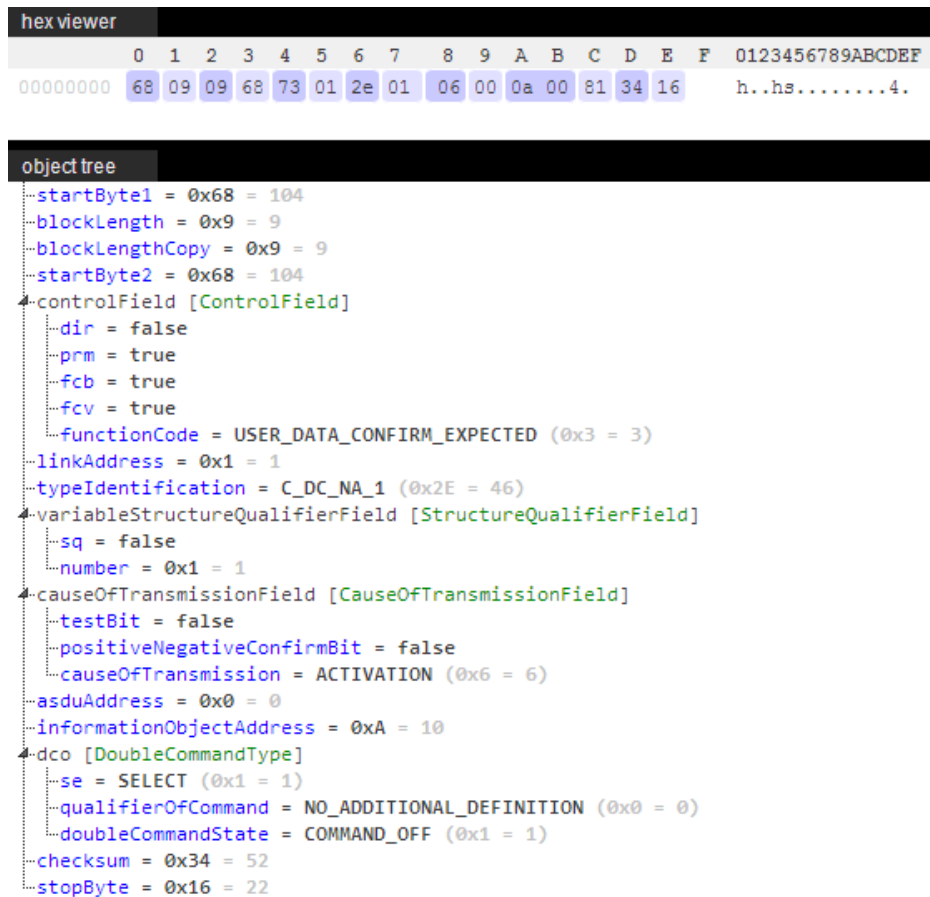 hex viewer
0 1 2 3 4 5 6 7 8 9 A B C D E F 0123456789ABCDEF
00000000 68 09 09 68 73 01 2e 01 06 00 0a 00 81 34 16 h..hs........4.
object tree
startByte1 = 0x68 = 104
blockLength = 0x9 = 9
blockLengthCopy = 0x9 = 9
startByte2 = 0x68 = 104
controlField [ControlField]
dir = false
prm = true
fcb = true
fcv = true
functionCode = USER_DATA_CONFIRM_EXPECTED (0x3 = 3)
linkAddress = 0x1 = 1
typeIdentification = C_DC_NA_1 (0x2E = 46)
variableStructureQualifierField [StructureQualifierField]
sq = false
number = 0x1 = 1
causeOfTransmissionField [CauseOfTransmissionField]
testBit = false
positiveNegativeConfirmBit = false
causeOfTransmission = ACTIVATION (0x6 = 6)
asduAddress = 0x0 = 0
informationObjectAddress = 0xA = 10
dco [DoubleCommandType]
se = SELECT (0x1 = 1)
qualifierOfCommand = NO_ADDITIONAL_DEFINITION (0x0 = 0)
doubleCommandState = COMMAND_OFF (0x1 = 1)
checksum = 0x34 = 52
stopByte = 0x16 = 22